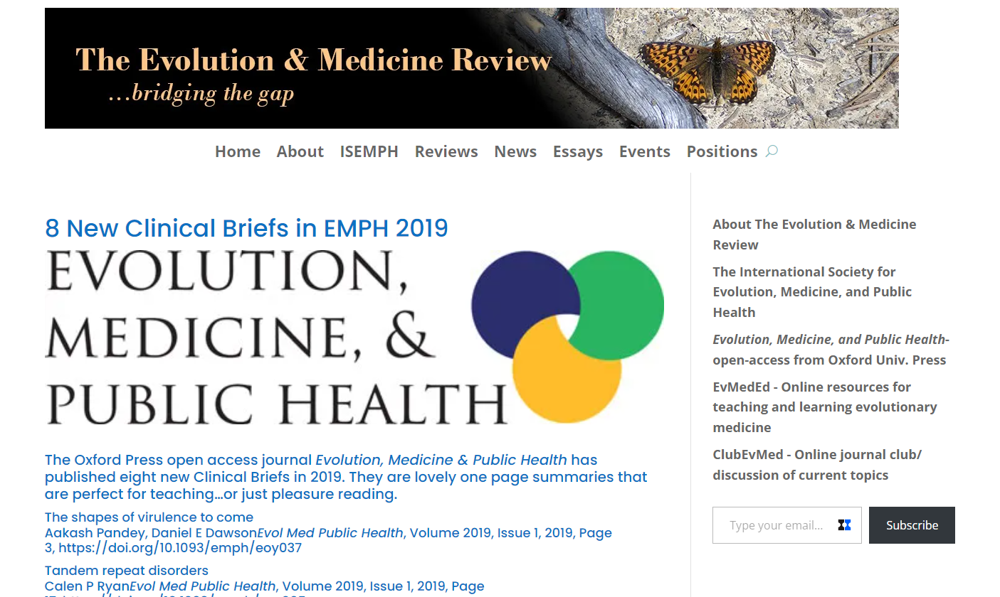 The Evolution & Medicine Review
...bridging the gap
Home About ISEMPH Reviews News Essays Events Positions
8 New Clinical Briefs in EMPH 2019
EVOLUTION,
MEDICINE, &
PUBLIC HEALTH
The Oxford Press open access journal Evolution, Medicine & Public Health has
published eight new Clinical Briefs in 2019. They are lovely one page summaries that
are perfect for teaching...or just pleasure reading.
The shapes of virulence to come
Aakash Pandey, Daniel E DawsonEvol Med Public Health, Volume 2019, Issue 1, 2019, Page
3, https://doi.org/10.1093/emph/eoy037
Tandem repeat disorders
Calen P RyanEvol Med Public Health, Volume 2019, Issue 1, 2019, Page
About The Evolution & Medicine
Review
The International Society for
Evolution, Medicine, and Public
Health
Evolution, Medicine, and Public Health-
open-access from Oxford Univ. Press
EvMedEd - Online resources for
teaching and learning evolutionary
medicine
ClubEvMed - Online journal club/
discussion of current topics
Type your email...
Subscribe